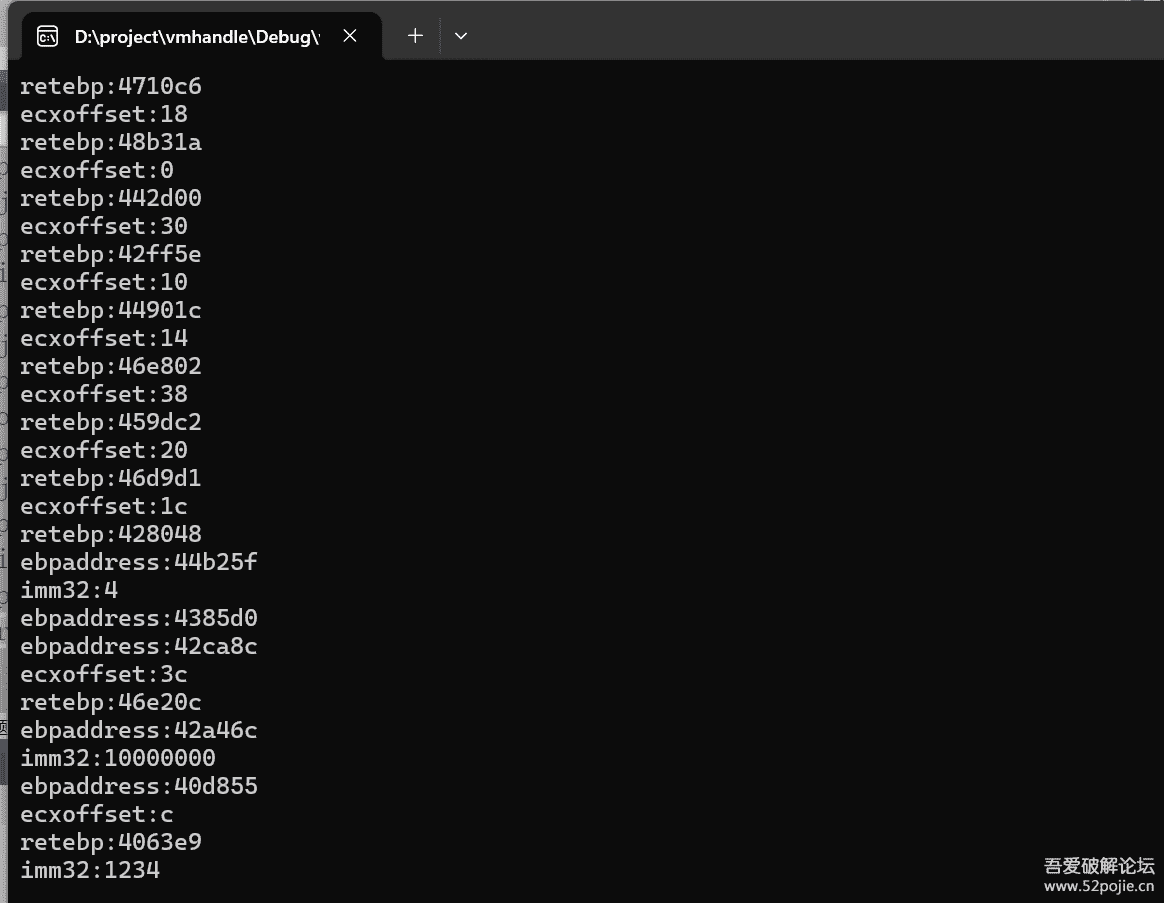 D:\project\vmhandle\Debug\
retebp:4710c6
ecxoffset:18
retebp:48b31a
ecxoffset:0
retebp:442d00
ecxoffset:30
retebp:42ff5e
ecxoffset:10
retebp:44901c
ecxoffset:14
retebp:46e802
ecxoffset:38
retebp:459dc2
ecxoffset:20
retebp:46d9d1
ecxoffset:1c
retebp:428048
ebpaddress:44b25f
imm32:4
ebpaddress:4385d0
ebpaddress:42ca8c
ecxoffset:3c
retebp:46e20c
ebpaddress:42a46c
imm32:10000000
ebpaddress:40d855
ecxoffset:c
retebp:4063e9
imm32:1234
吾爱破解论坛
www.52pojie.cn